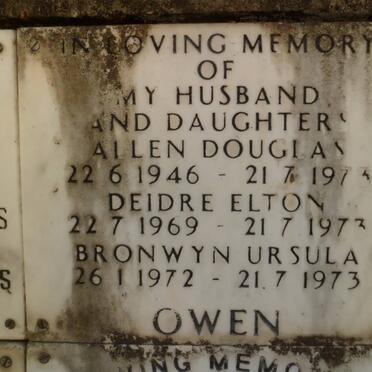 IN LOVING MEMORY
OF
MY HUSBAND
AND DAUGHTERS
ALLEN DOUGLAS
22 6 1946 - 21 7 1973
DEIDRE ELTON
22 7 1969 - 21 7 1973
BRONWYN URSULA
26 1 1972 - 21.7 1973
OWEN